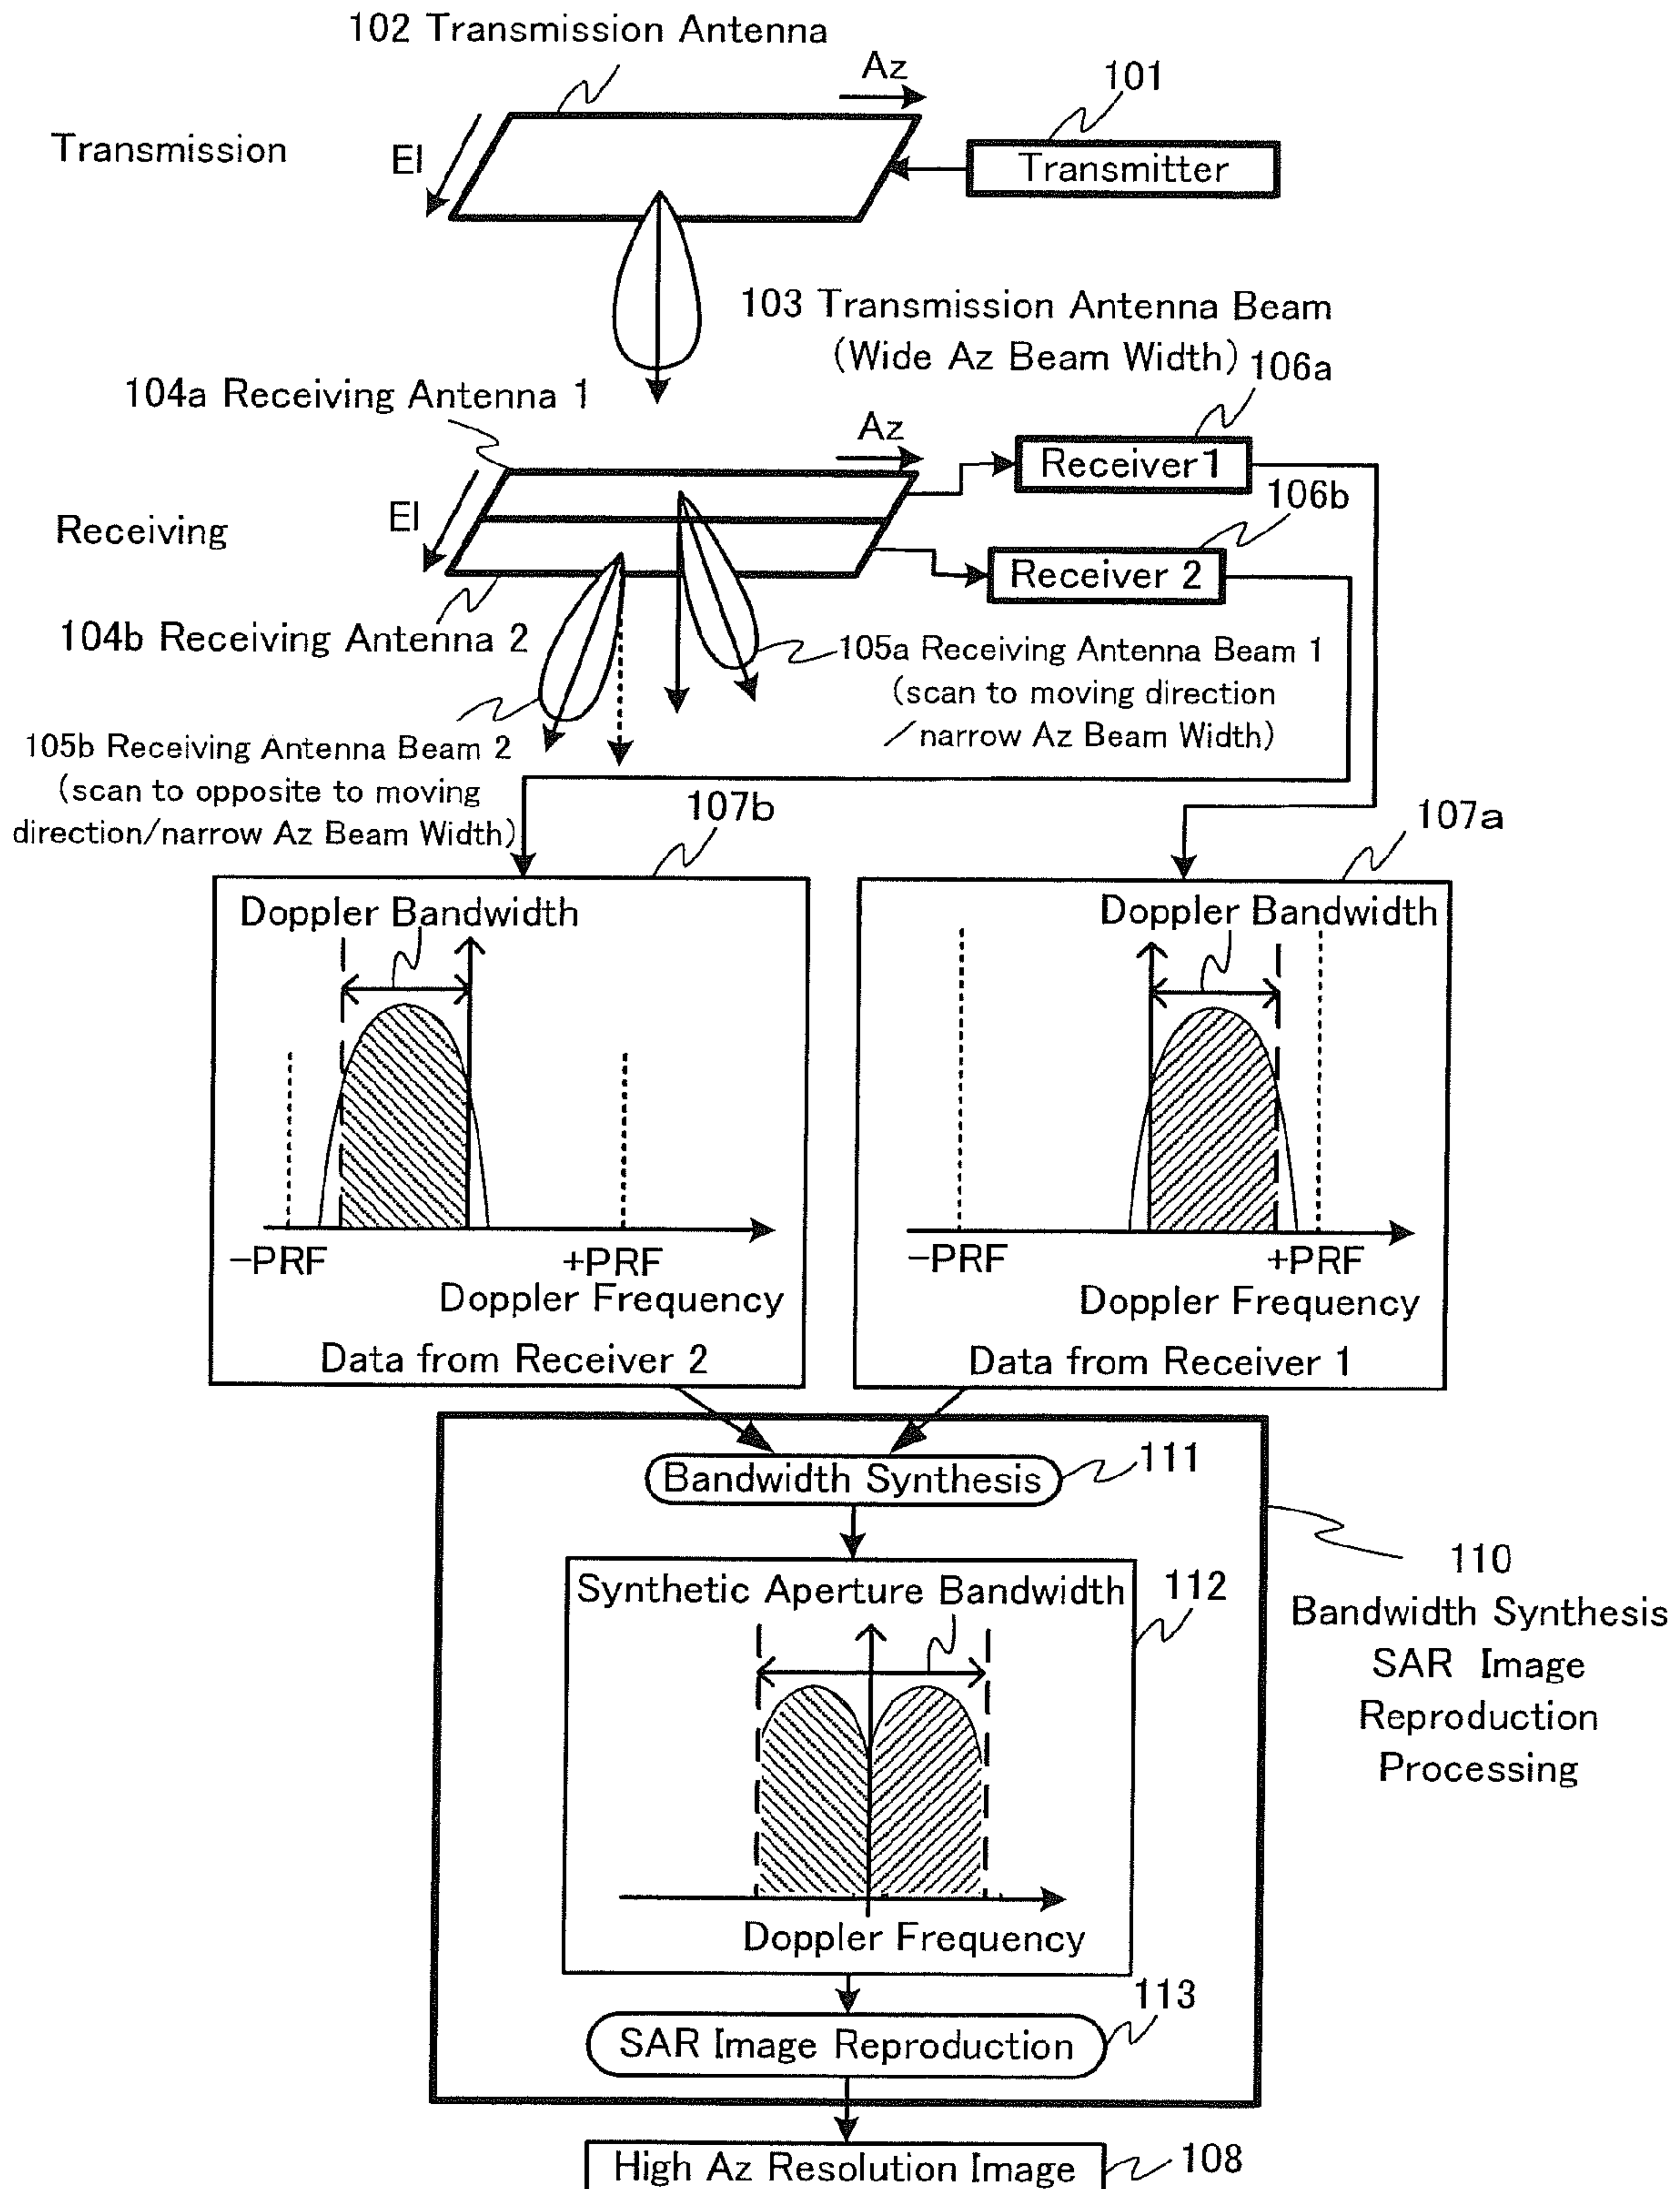 102 Transmission Antenna
Az
101
Transmission
El
Transmitter
103 Transmission Antenna Beam
(Wide Az Beam Width)
106a
104a Receiving Antenna 1
Az
Receiver 1
106b
El
Receiving
Receiver 2
104b Receiving Antenna 2
105a Receiving Antenna Beam 1
(scan to moving direction
/narrow Az Beam Width)
105b Receiving Antenna Beam 2
(scan to opposite to moving
direction/narrow Az Beam Width)
107b
107a
Doppler Bandwidth
-PRF
+PRF
Doppler Frequency
Data from Receiver 2
Doppler Bandwidth
-PRF
+PRF
Doppler Frequency
Data from Receiver 1
Bandwidth Synthesis
111
Synthetic Aperture Bandwidth
112
Doppler Frequency
110
Bandwidth Synthesis
SAR Image
Reproduction
Processing
113
SAR Image Reproduction
High Az Resolution Image
108